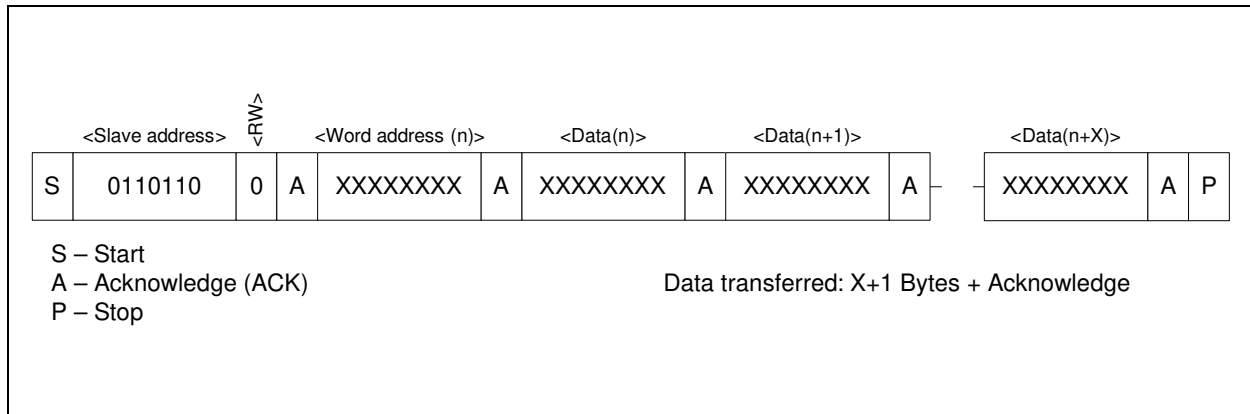 <Slave address> <RW> <Word address (n)> <Data(n)> <Data(n+1)> <Data(n+X)>
S 0110110 0 A XXXXXXXX A XXXXXXXX A XXXXXXXX A XXXXXXXX A P
S – Start
A – Acknowledge (ACK) Data transferred: X+1 Bytes + Acknowledge
P – Stop